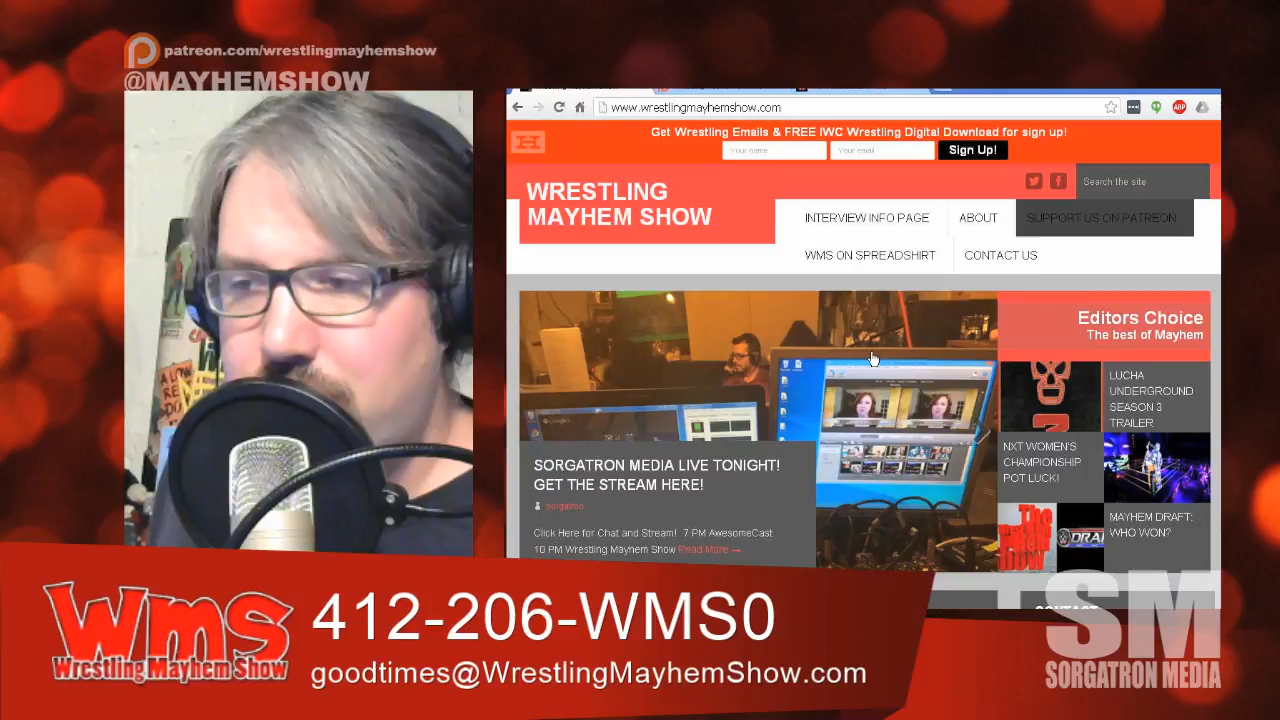 patreon.com/wrestlingmayhemshow
@MAYHEMSHOW
www.wrestlingmayhemshow.com
ABP
Get Wrestling Emails & FREE IWC Wrestling Digital Download for sign up!
Your name
Your email
Sign Up!
WRESTLING
MAYHEM SHOW
Search the site
INTERVIEW INFO PAGE
ABOUT
SUPPORT US ON PATREON
WMS ON SPREADSHIRT
CONTACT US
Editors Choice
The best of Mayhem
LUCHA
UNDERGROUND
SEASON 3
TRAILER
NXT WOMEN'S
CHAMPIONSHIP
POT LUCK!
MAYHEM DRAFT:
WHO WON?
SORGATRON MEDIA LIVE TONIGHT!
GET THE STREAM HERE!
sorgatron
Click Here for Chat and Stream! 7 PM AwesomeCast
10 PM Wrestling Mayhem Show Read More →
CONTACT
wms
Wrestling Mayhem Show
412-206-WMS0
goodtimes@WrestlingMayhemShow.com
SM
SORGATRON MEDIA